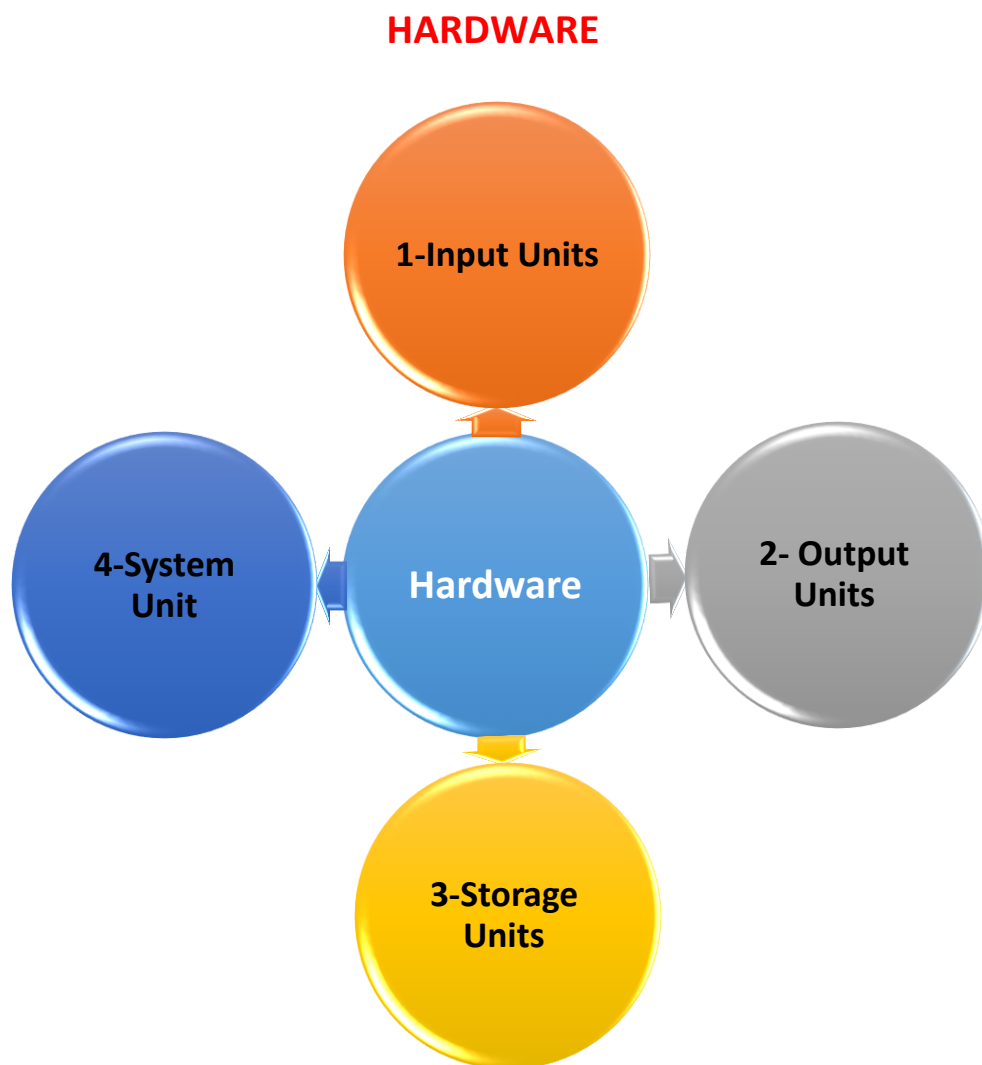 HARDWARE
1-Input Units
4-System
Unit
Hardware
2- Output
Units
3-Storage
Units